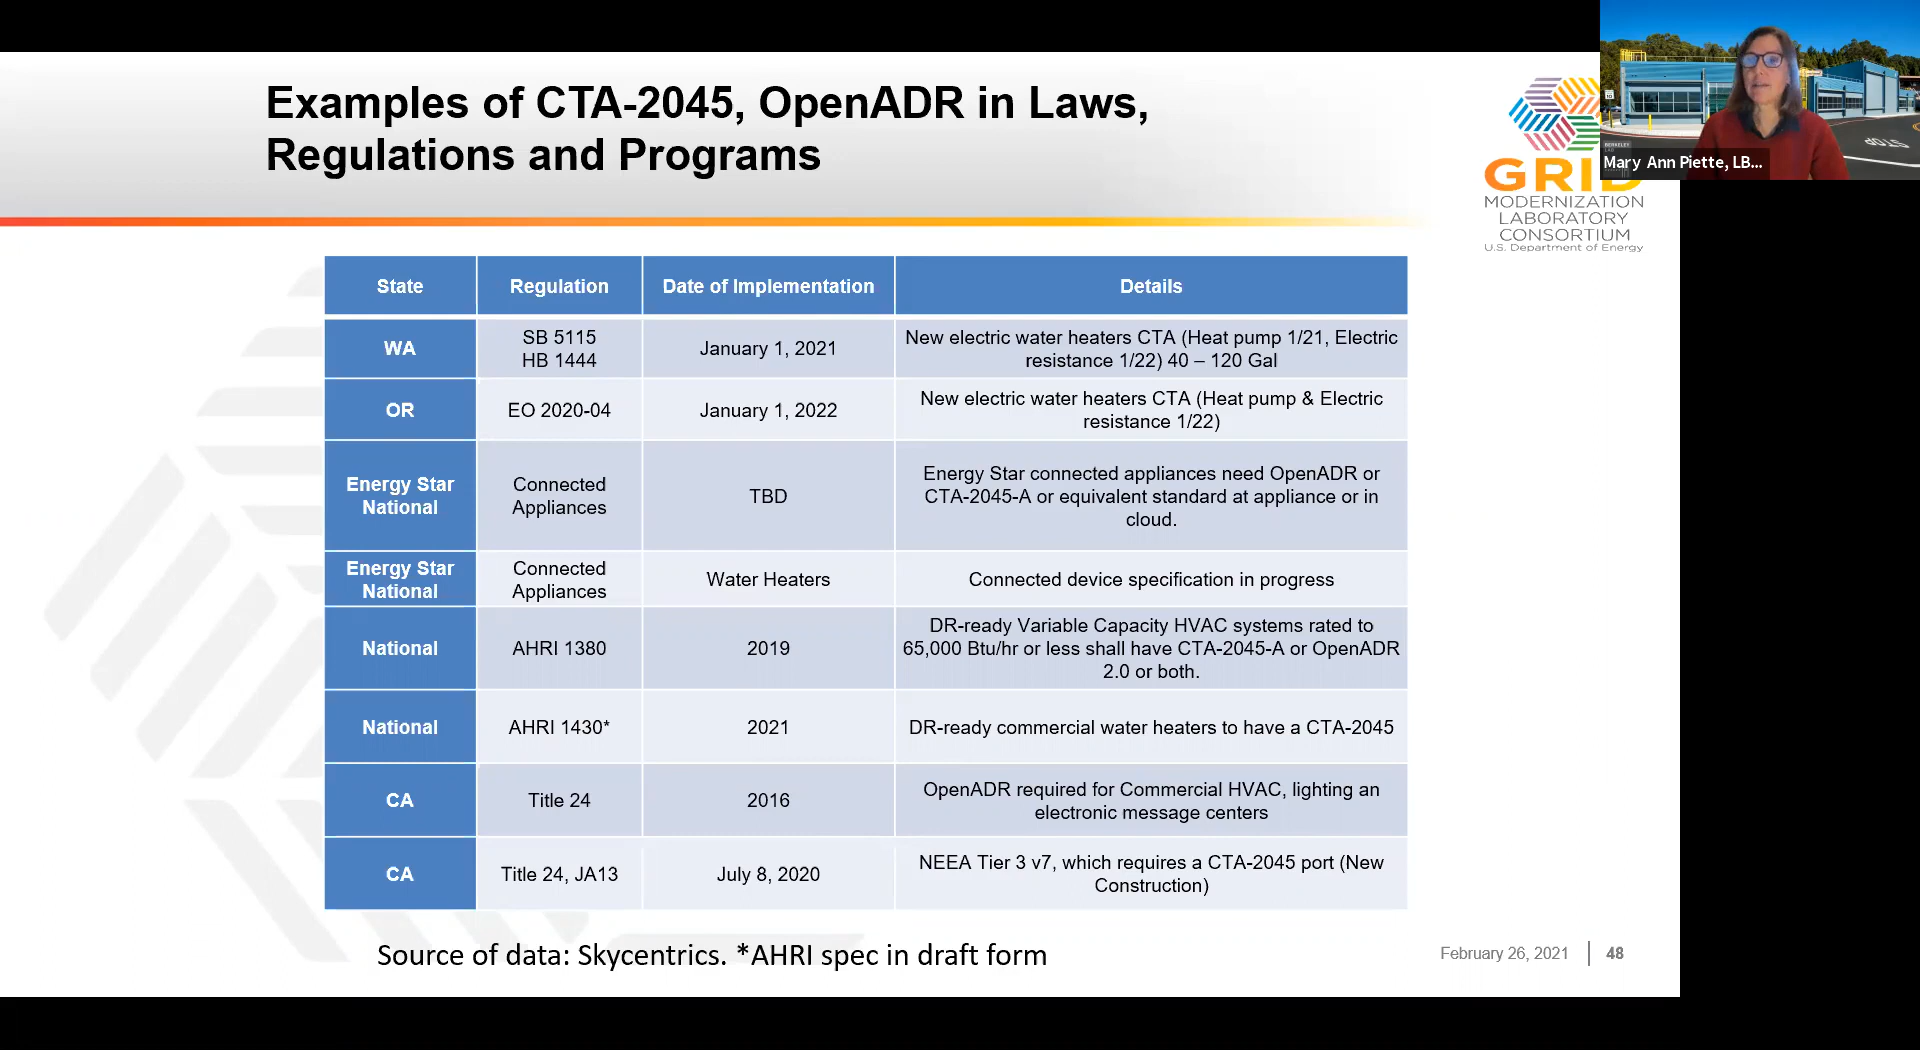 Examples of CTA-2045, OpenADR in Laws,
Regulations and Programs
Mary Ann Piette, LB...
GRID
MODERNIZATION
LABORATORY
CONSORTIUM
U.S. Department of Energy
State Regulation Date of Implementation Details
WA
SB 5115
HB 1444
January 1, 2021
New electric water heaters CTA (Heat pump 1/21, Electric
resistance 1/22) 40 – 120 Gal
OR
EO 2020-04
January 1, 2022
New electric water heaters CTA (Heat pump & Electric
resistance 1/22)
Energy Star
National
Connected
Appliances
TBD
Energy Star connected appliances need OpenADR or
CTA-2045-A or equivalent standard at appliance or in
cloud.
Energy Star
National
Connected
Appliances
Water Heaters
Connected device specification in progress
National
AHRI 1380
2019
DR-ready Variable Capacity HVAC systems rated to
65,000 Btu/hr or less shall have CTA-2045-A or OpenADR
2.0 or both.
National
AHRI 1430*
2021
DR-ready commercial water heaters to have a CTA-2045
CA
Title 24
2016
OpenADR required for Commercial HVAC, lighting an
electronic message centers
CA
Title 24, JA13
July 8, 2020
NEEA Tier 3 v7, which requires a CTA-2045 port (New
Construction)
Source of data: Skycentrics. *AHRI spec in draft form
February 26, 2021 48
STOP